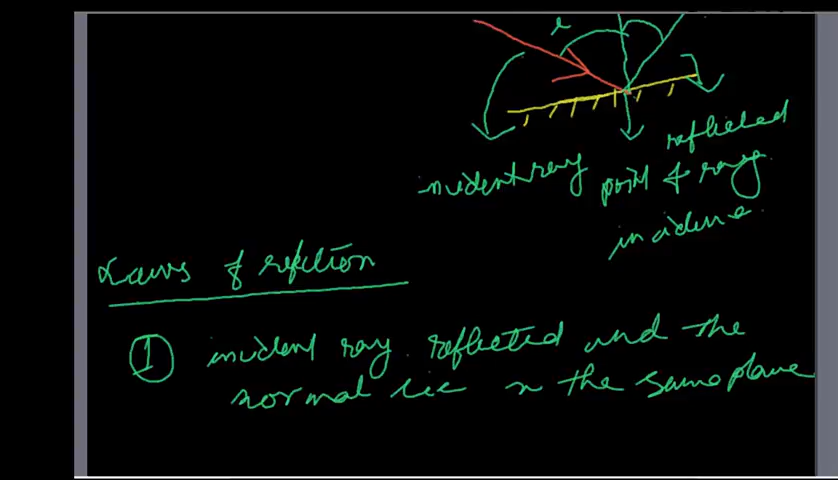 i
reflected
incident ray point of ray
incidence
Laws of reflection
① incident ray reflected and the
normal lie in the same plane